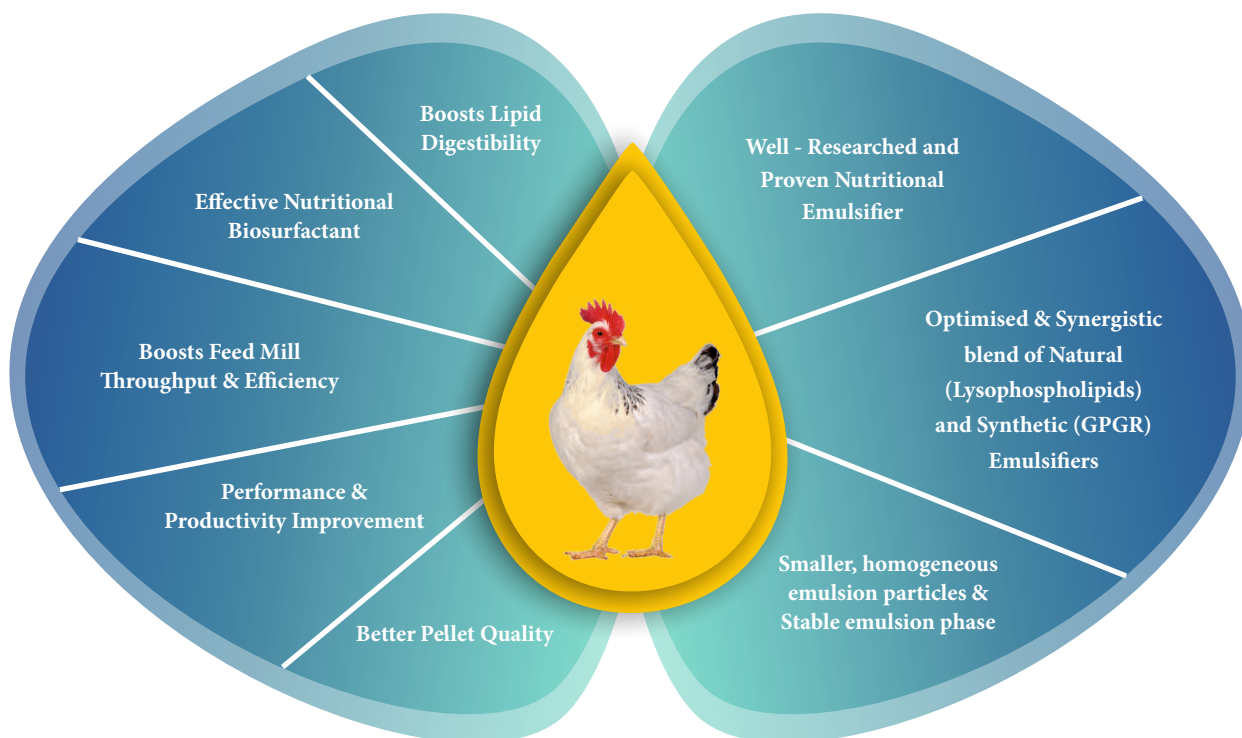 Boosts Lipid
Digestibility
Effective Nutritional
Biosurfactant
Boosts Feed Mill
Throughput & Efficiency
Performance &
Productivity Improvement
Better Pellet Quality
Well - Researched and
Proven Nutritional
Emulsifier
Optimised & Synergistic
blend of Natural
(Lysophospholipids)
and Synthetic (GPGR)
Emulsifiers
Smaller, homogeneous
emulsion particles &
Stable emulsion phase